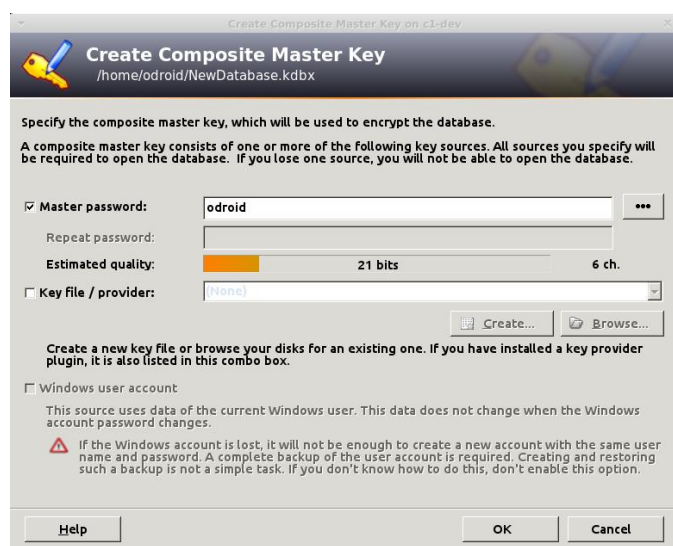 Create Composite Master Key on c1-dev
Create Composite Master Key
/home/odroid/NewDatabase.kdbx
Specify the composite master key, which will be used to encrypt the database.
A composite master key consists of one or more of the following key sources. All sources you specify will
be required to open the database. If you lose one source, you will not be able to open the database.
Master password: odroid •••
Repeat password:
Estimated quality: 21 bits 6 ch.
Key file / provider: (None)
Create... Browse...
Create a new key file or browse your disks for an existing one. If you have installed a key provider
plugin, it is also listed in this combo box.
Windows user account
This source uses data of the current Windows user. This data does not change when the Windows
account password changes.
If the Windows account is lost, it will not be enough to create a new account with the same user
name and password. A complete backup of the user account is required. Creating and restoring
such a backup is not a simple task. If you don't know how to do this, don't enable this option.
Help OK Cancel